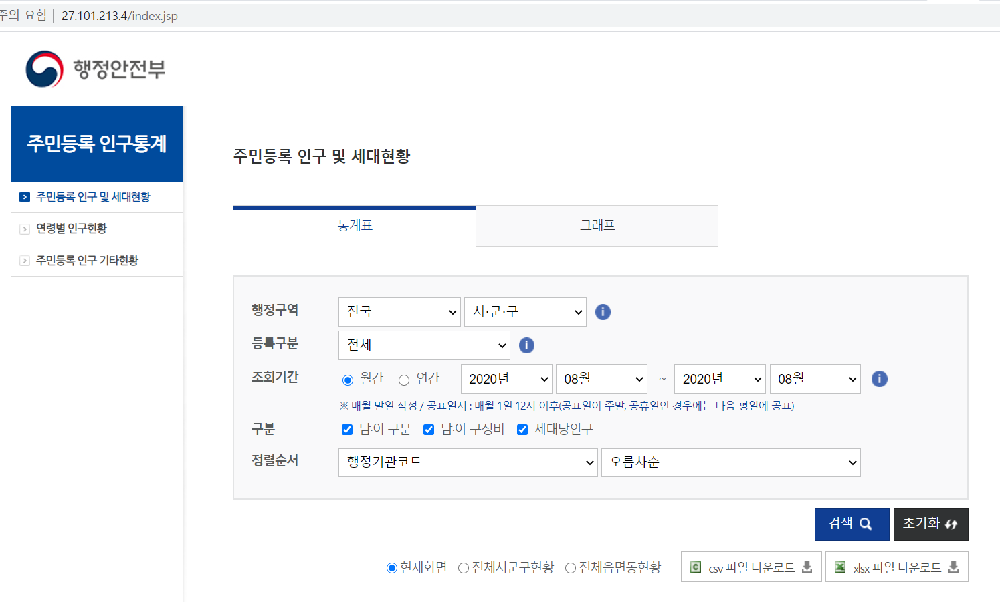 주의 요함 | 27.101.213.4/index.jsp
행정안전부
주민등록 인구통계
주민등록 인구 및 세대현황
연령별 인구현황
주민등록 인구 기타현황
주민등록 인구 및 세대현황
통계표 그래프
행정구역 전국 시·군·구
등록구분 전체
조회기간 월간 연간 2020년 08월 ~ 2020년 08월
※ 매월 말일 작성 / 공표일시 : 매월 1일 12시 이후(공표일이 주말, 공휴일인 경우에는 다음 평일에 공표)
구분 남·여 구분 남·여 구성비 세대당인구
정렬순서 행정기관코드 오름차순
검색 초기화
현재화면 전체시군구현황 전체읍면동현황 csv 파일 다운로드 xlsx 파일 다운로드